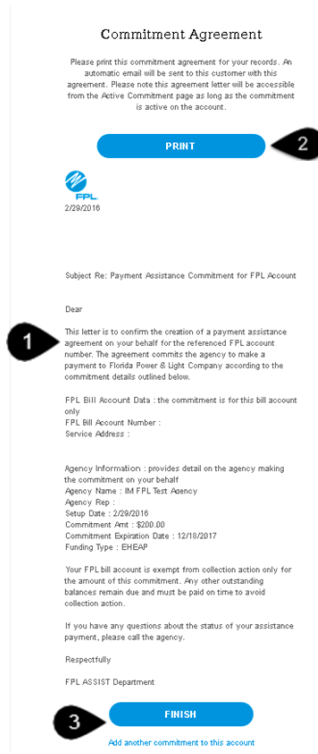 Commitment Agreement
Please print this commitment agreement for your records. An
automatic email will be sent to this customer with this
agreement. Please note this agreement letter will be accessible
from the Active Commitment page as long as the commitment
is active on the account.
PRINT
2
FPL
2/29/2016
Subject Re: Payment Assistance Commitment for FPL Account
Dear
1
This letter is to confirm the creation of a payment assistance
agreement on your behalf for the referenced FPL account
number. The agreement commits the agency to make a
payment to Florida Power & Light Company according to the
commitment details outlined below.
FPL Bill Account Data : the commitment is for this bill account
only
FPL Bill Account Number :
Service Address :
Agency Information : provides detail on the agency making
the commitment on your behalf
Agency Name : IM FPL Test Agency
Agency Rep :
Setup Date : 2/29/2016
Commitment Amt : $200.00
Commitment Expiration Date : 12/18/2017
Funding Type : EHEAP
Your FPL bill account is exempt from collection action only for
the amount of this commitment. Any other outstanding
balances remain due and must be paid on time to avoid
collection action.
If you have any questions about the status of your assistance
payment, please call the agency.
Respectfully
FPL ASSIST Department
3
FINISH
Add another commitment to this account